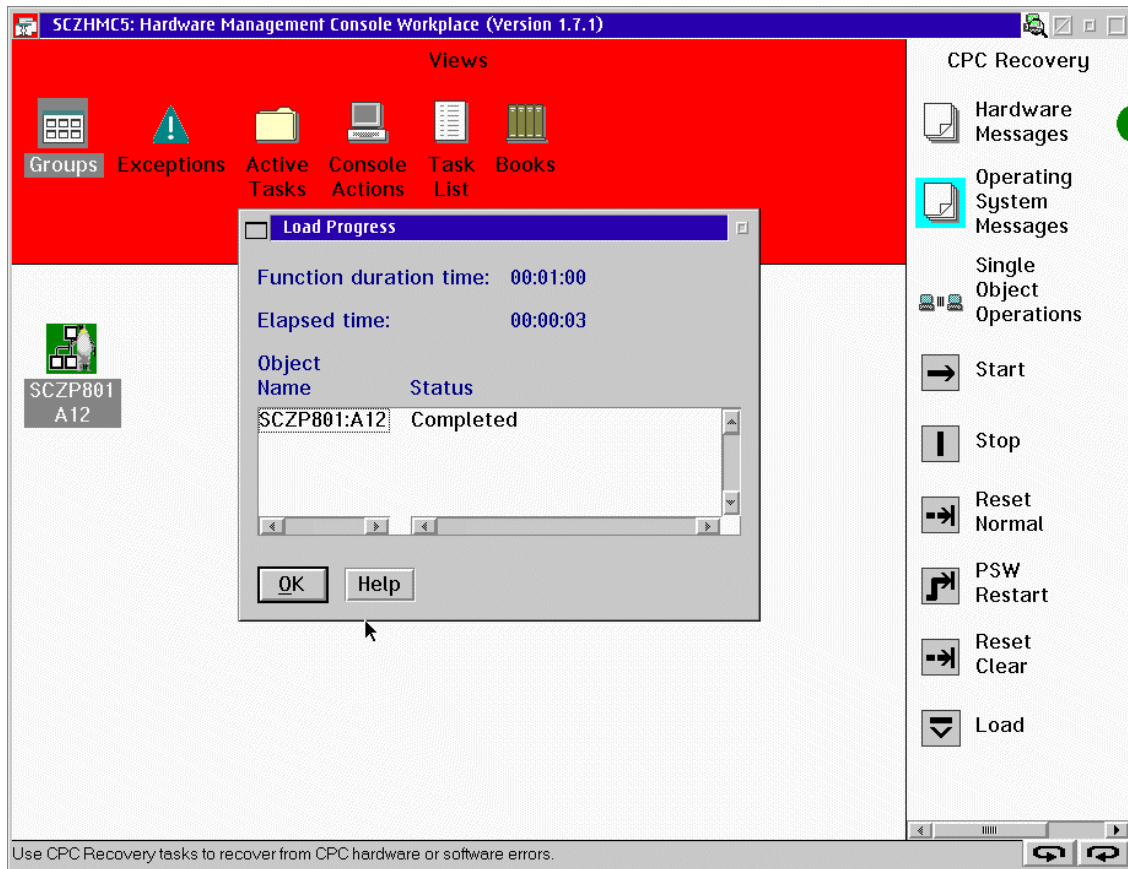 SCZHMC5: Hardware Management Console Workplace (Version 1.7.1)
Views
Groups
Exceptions
Active
Tasks
Console
Actions
Task
List
Books
SCZP801
A12
Load Progress
Function duration time: 00:01:00
Elapsed time: 00:00:03
Object
Name Status
SCZP801:A12 Completed
OK Help
CPC Recovery
Hardware
Messages
Operating
System
Messages
Single
Object
Operations
Start
Stop
Reset
Normal
PSW
Restart
Reset
Clear
Load
Use CPC Recovery tasks to recover from CPC hardware or software errors.